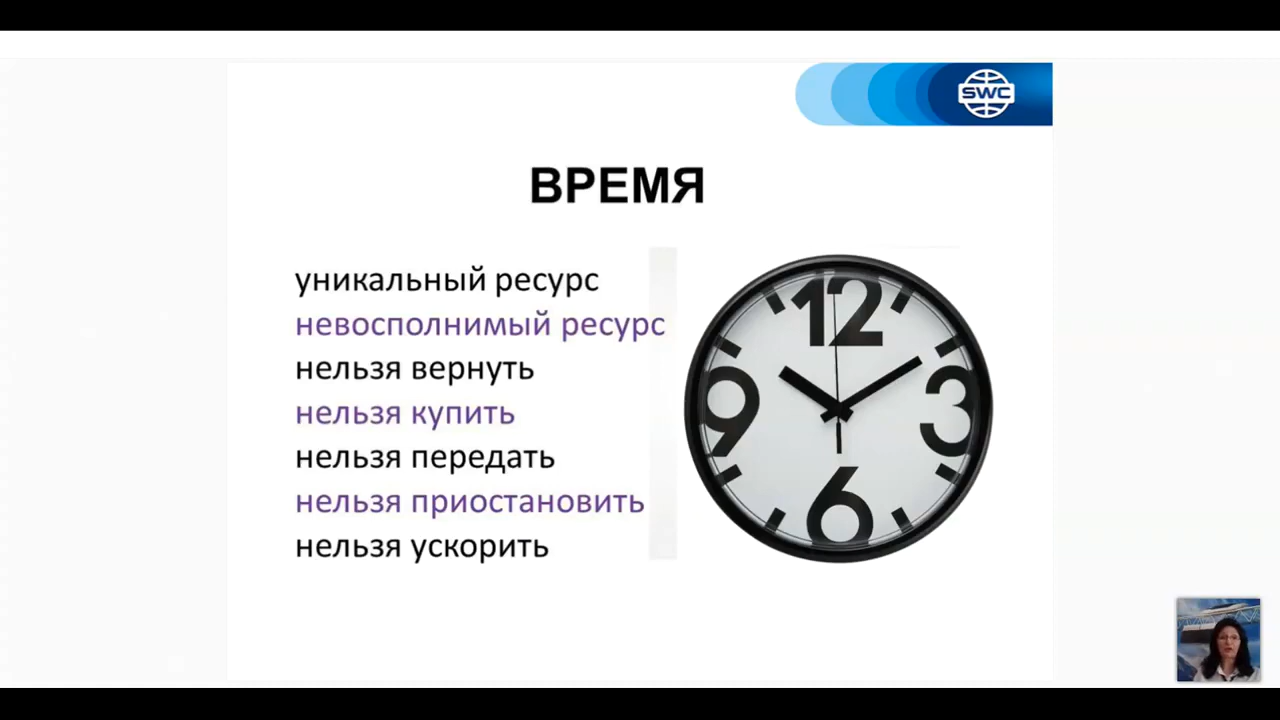 SWC
ВРЕМЯ
уникальный ресурс
невосполнимый ресурс
нельзя вернуть
нельзя купить
нельзя передать
нельзя приостановить
нельзя ускорить
12
3
6
9